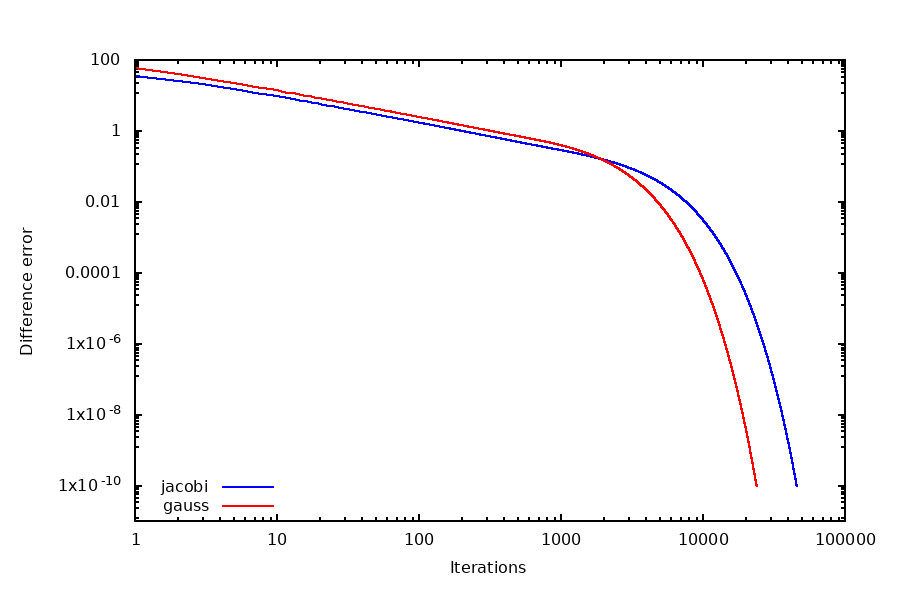 100
1
0.01
0.0001
1x10-6
1x10-8
1x10-10
Difference error
jacobi
gauss
1 10 100 1000 10000 100000
Iterations